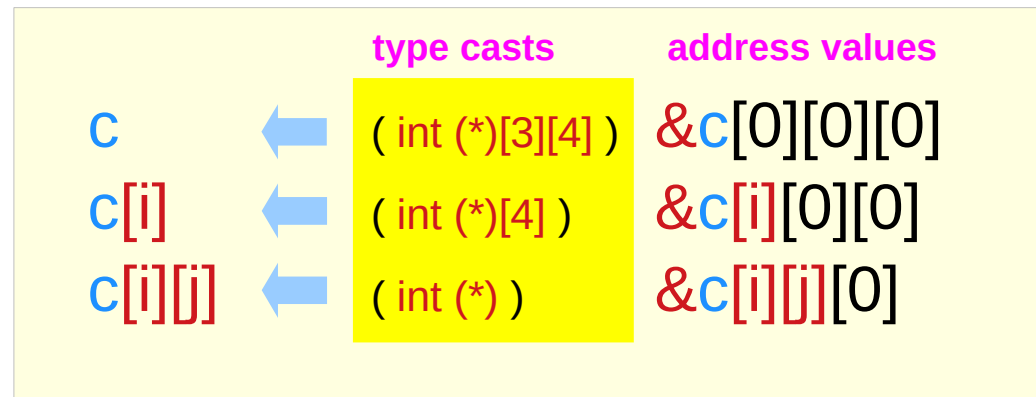 type casts address values
c ( int (*)[3][4] ) &c[0][0][0]
c[i] ( int (*)[4] ) &c[i][0][0]
c[i][j] ( int (*) ) &c[i][j][0]